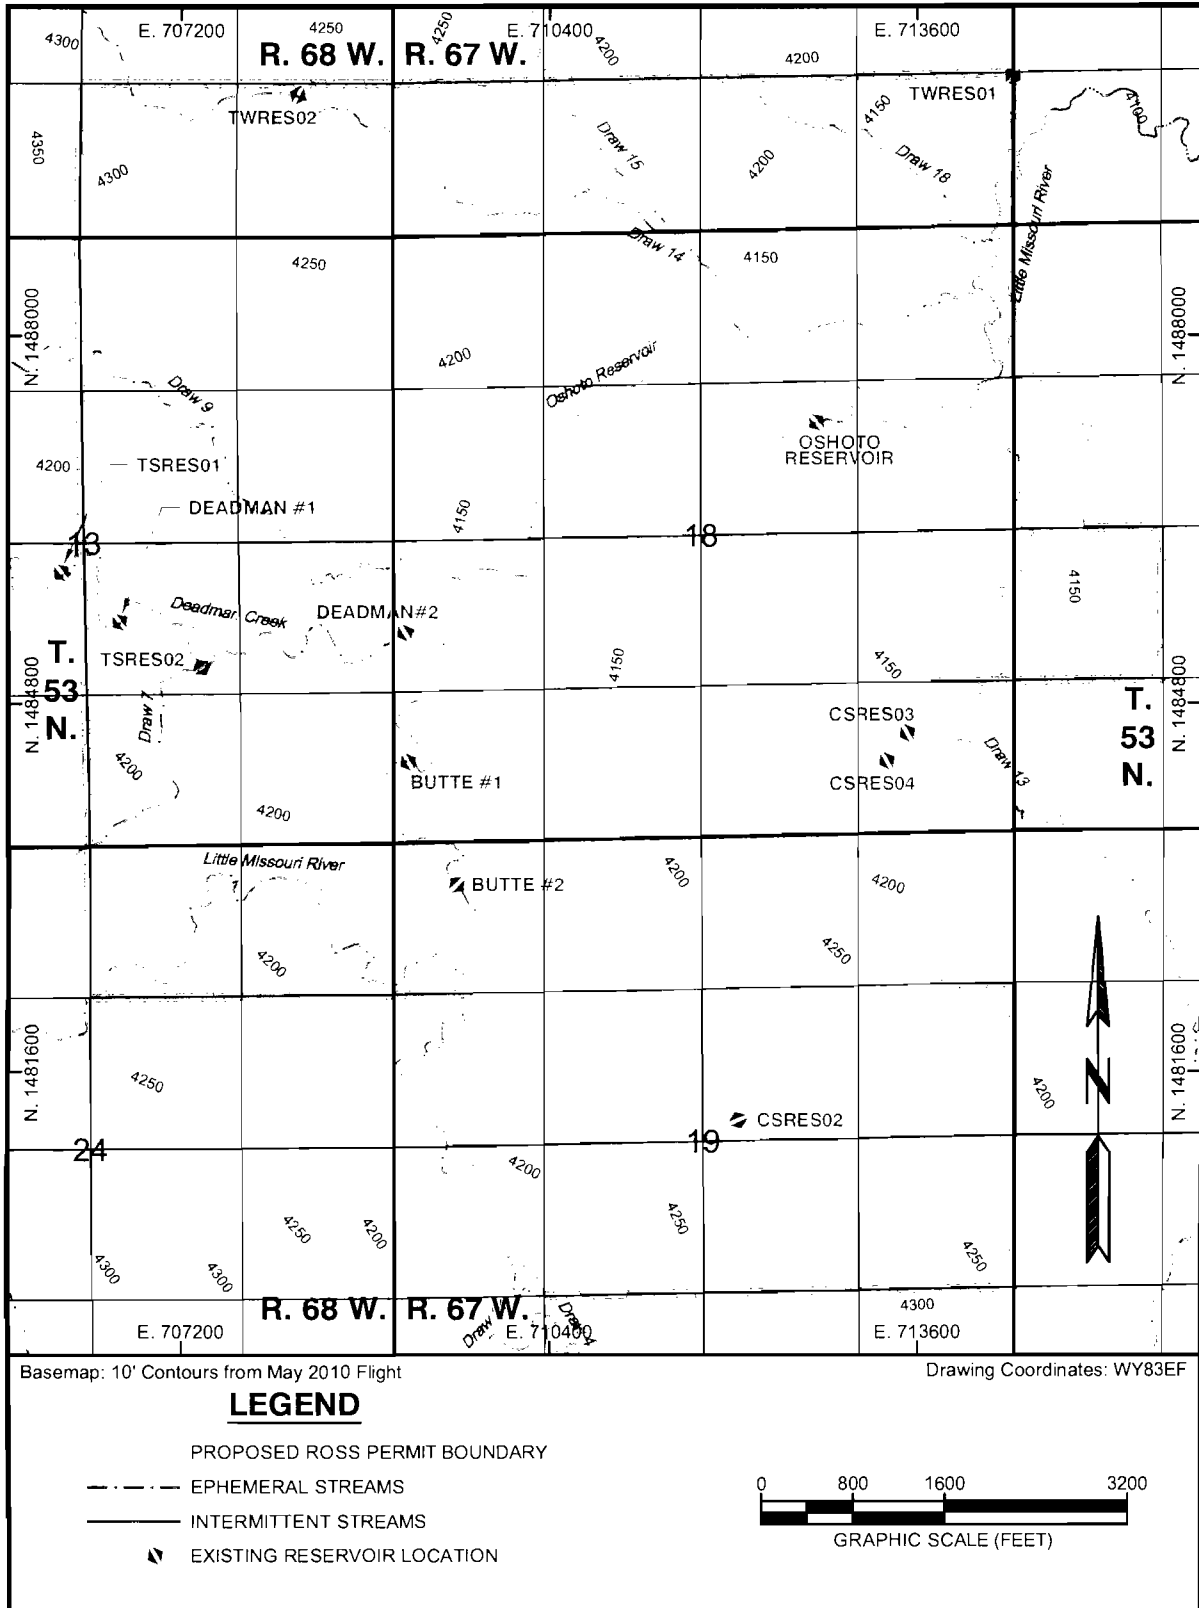 E. 707200
4250
4250
E. 710400
E. 713600
4300
R. 68 W.
R. 67 W.
4200
4200
TWRES02
TWRES01
4150
4100
4350
4300
Draw 15
4200
Draw 18
Little Missouri River
Draw 14
4250
4150
N. 1488000
N. 1488000
4200
Oshoto Reservoir
Draw 9
OSHOTO
RESERVOIR
4200
TSRES01
DEADMAN #1
4150
13
18
4150
Deadman Creek
DEADMAN#2
T.
53
N.
TSRES02
4150
4150
N. 1484800
N. 1484800
T.
53
N.
Draw 7
CSRES03
CSRES04
Draw 13
4200
BUTTE #1
4200
Little Missouri River
BUTTE #2
4200
4200
4200
4250
N. 1481600
N. 1481600
4250
4200
CSRES02
24
19
4200
4250
4200
4250
4250
4300
4300
4300
R. 68 W.
R. 67 W.
E. 707200
Draw
E. 710400
Draw 4
E. 713600
Basemap: 10' Contours from May 2010 Flight
Drawing Coordinates: WY83EF
LEGEND
PROPOSED ROSS PERMIT BOUNDARY
EPHEMERAL STREAMS
INTERMITTENT STREAMS
EXISTING RESERVOIR LOCATION
0 800 1600 3200
GRAPHIC SCALE (FEET)
N